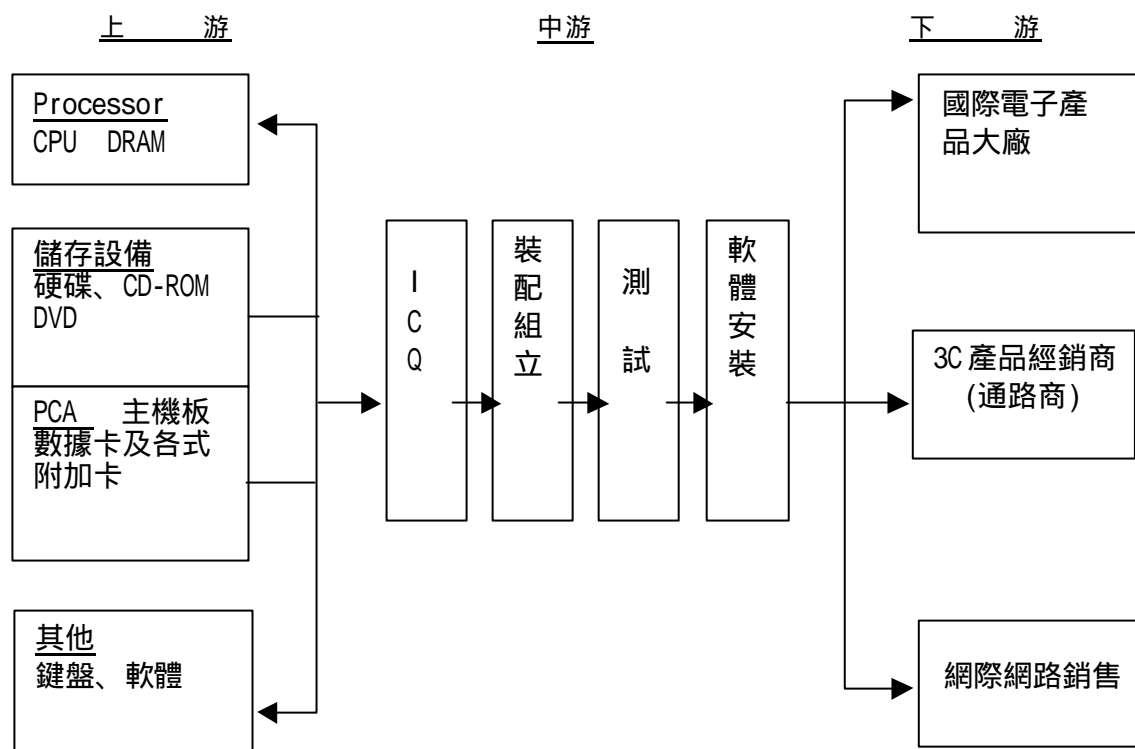 上 游
中游
下 游
Processor
CPU DRAM
儲存設備
硬碟、CD-ROM
DVD
PCA 主機板
數據卡及各式
附加卡
其他
鍵盤、軟體
ICQ
裝配組立
測試
軟體安裝
國際電子產
品大廠
3C產品經銷商
(通路商)
網際網路銷售